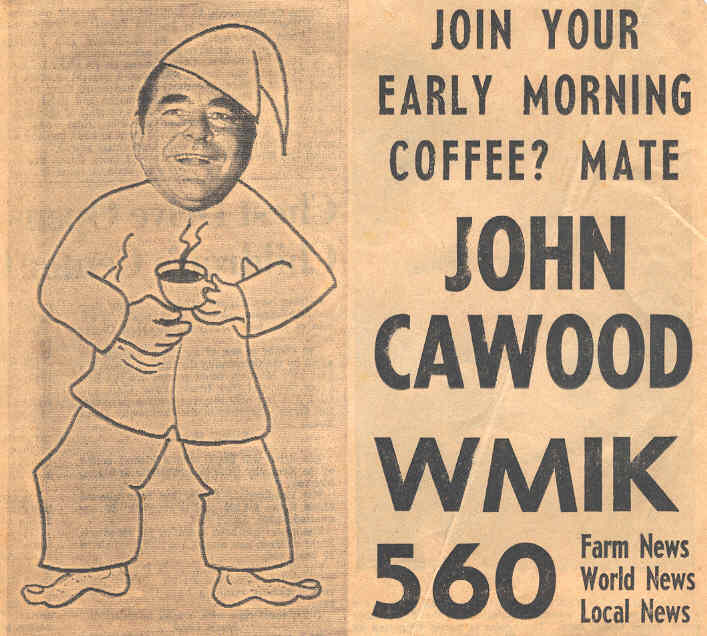 JOIN YOUR
EARLY MORNING
COFFEE? MATE
JOHN
CAWOOD
WMIK
560
Farm News
World News
Local News